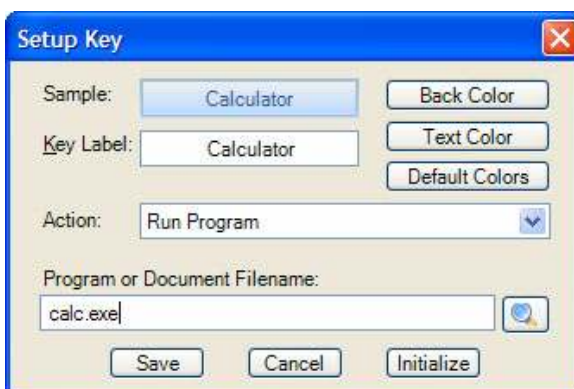 Setup Key
Sample: Calculator Back Color
Key Label: Calculator Text Color
Default Colors
Action: Run Program
Program or Document Filename:
calc.exe
Save Cancel Initialize